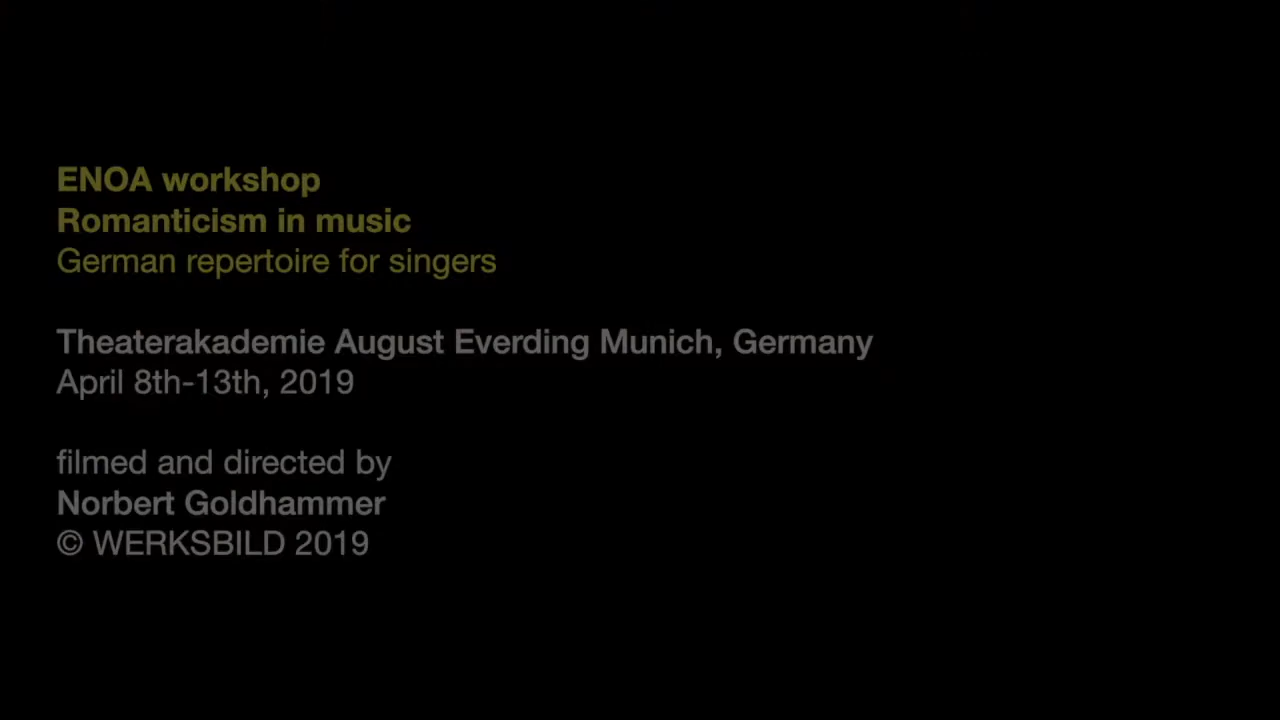 ENOA workshop
Romanticism in music
German repertoire for singers
Theaterakademie August Everding Munich, Germany
April 8th-13th, 2019
filmed and directed by
Norbert Goldhammer
© WERKSBILD 2019